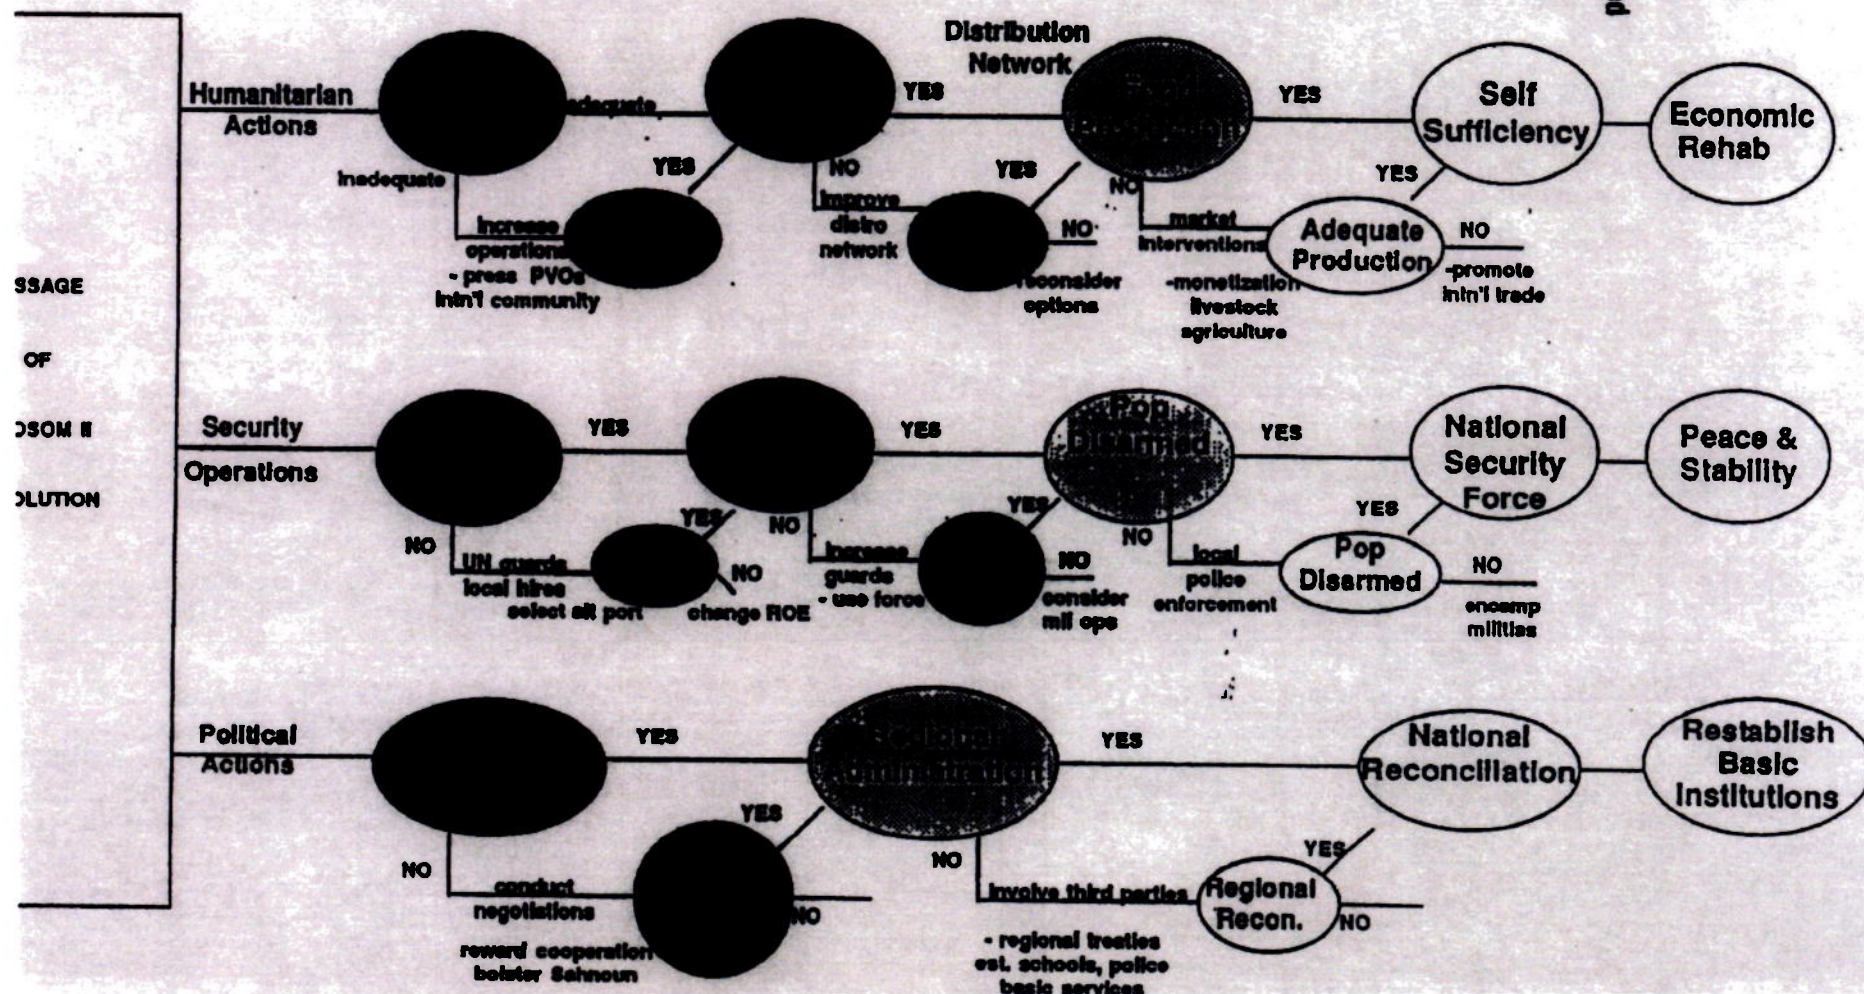 SSAGE
OF
OSOM II
OLUTION
Humanitarian
Actions
adequate
Inadequate
increase
operations
- press PVOs
intn'l community
YES
Distribution
Network
YES
NO
improve
distro
network
YES
NO
reconsider
options
Food
Production
YES
NO
market
interventions
-monetization
livestock
agriculture
Adequate
Production
YES
NO
-promote
intn'l trade
Self
Sufficiency
Economic
Rehab
Security
Operations
YES
NO
UN guards
local hires
select alt port
YES
NO
change ROE
YES
NO
increase
guards
- use force
YES
NO
consider
mil ops
Pop
Disarmed
YES
NO
local
police
enforcement
Pop
Disarmed
YES
NO
encamp
militias
National
Security
Force
Peace &
Stability
Political
Actions
YES
NO
conduct
negotiations
reward cooperation
bolster Sahnoun
YES
NO
Regional
Administration
YES
NO
involve third parties
- regional treaties
est. schools, police
basic services
Regional
Recon.
YES
NO
National
Reconciliation
Restablish
Basic
Institutions